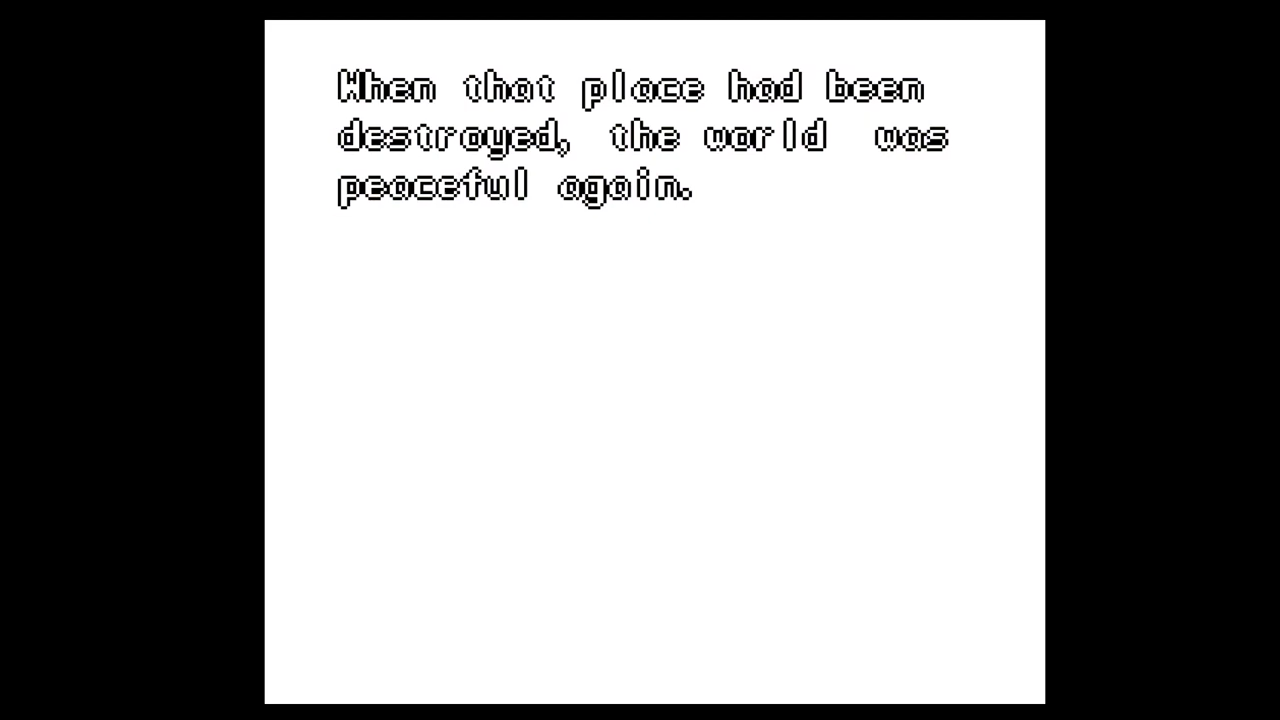 When that place had been
destroyed, the world  was
peaceful again.